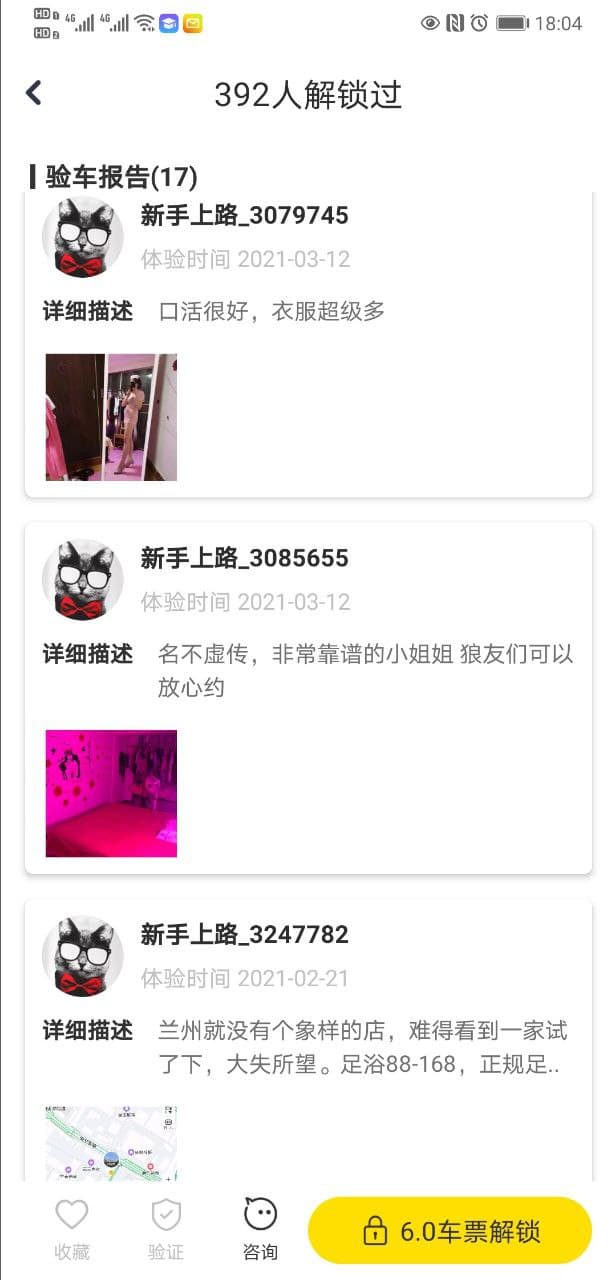 HD 1 4G 4G 18:04
HD 2
392人解锁过
验车报告(17)
新手上路_3079745
体验时间 2021-03-12
详细描述 口活很好，衣服超级多
新手上路_3085655
体验时间 2021-03-12
详细描述 名不虚传，非常靠谱的小姐姐 狼友们可以
放心约
新手上路_3247782
体验时间 2021-02-21
详细描述 兰州就没有个象样的店，难得看到一家试
了下，大失所望。足浴88-168，正规足..
收藏 验证 咨询 6.0车票解锁